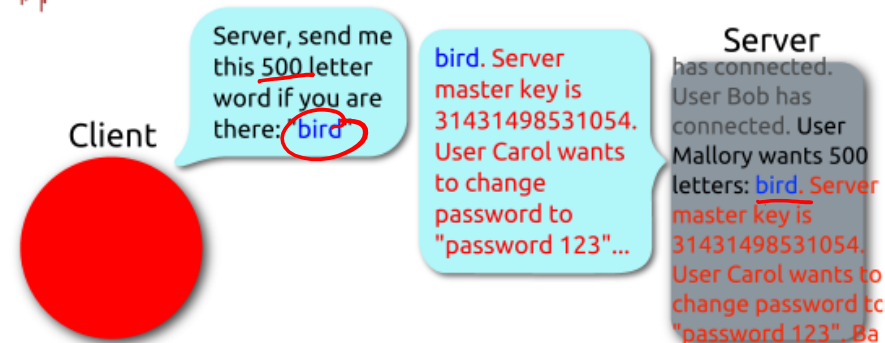 Client
Server, send me
this 500 letter
word if you are
there: "bird"
bird. Server
master key is
31431498531054.
User Carol wants
to change
password to
"password 123"...
Server
has connected.
User Bob has
connected. User
Mallory wants 500
letters: bird. Server
master key is
31431498531054.
User Carol wants to
change password to
"password 123". Ba